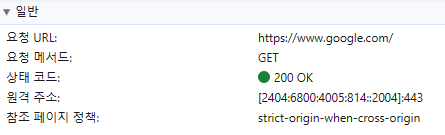 일반
요청 URL: https://www.google.com/
요청 메서드: GET
상태 코드: 200 OK
원격 주소: [2404:6800:4005:814::2004]:443
참조 페이지 정책: strict-origin-when-cross-origin